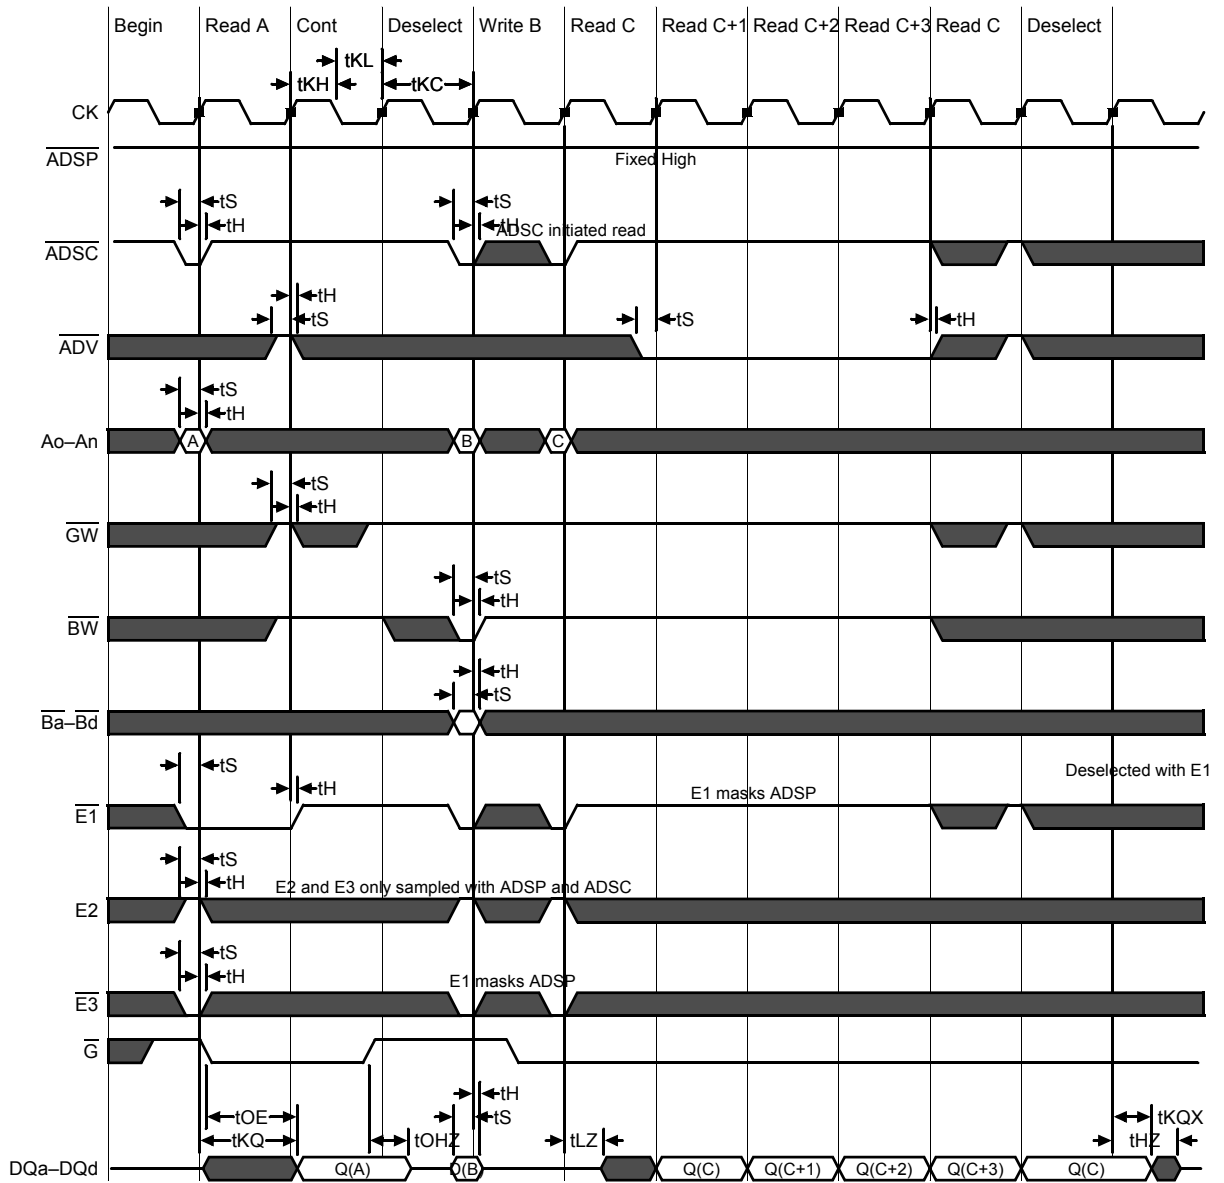 Begin Read A Cont Deselect Write B Read C Read C+1 Read C+2 Read C+3 Read C Deselect
tKL
tKH tKC
CK
ADSP Fixed High
tS tS
tH tH
ADSC initiated read
ADSC
tH
tS tS tH
ADV
tS
tH
Ao–An A B C
tS
tH
GW
tS
tH
BW
tH
tS
Ba–Bd
tS Deselected with E1
tH
E1 masks ADSP
E1
tS
tH E2 and E3 only sampled with ADSP and ADSC
E2
tS
tH E1 masks ADSP
E3
G
tH
tOE tS tKQX
tKQ tOHZ tLZ tHZ
DQa–DQd Q(A) D(B) Q(C) Q(C+1) Q(C+2) Q(C+3) Q(C)